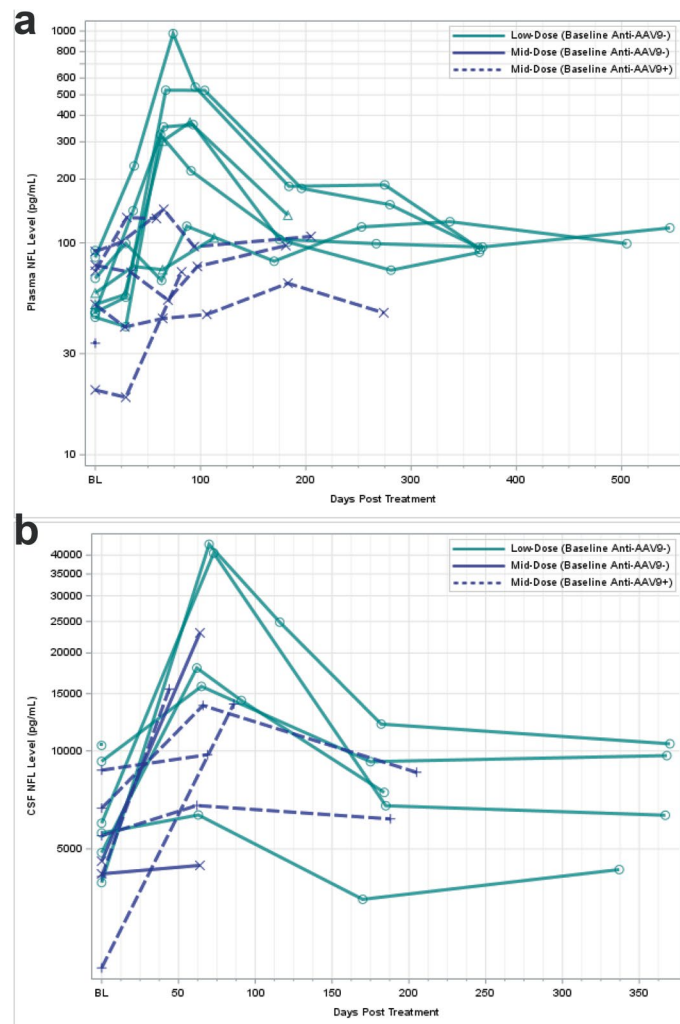 a
1000
800
600
500
400
300
200
100
30
10
Plasma NFL Level (pg/mL)
Low-Dose (Baseline Anti-AAV9-)
Mid-Dose (Baseline Anti-AAV9-)
Mid-Dose (Baseline Anti-AAV9+)
BL 100 200 300 400 500
Days Post Treatment
b
40000
35000
30000
25000
20000
15000
10000
5000
CSF NFL Level (pg/mL)
Low-Dose (Baseline Anti-AAV9-)
Mid-Dose (Baseline Anti-AAV9-)
Mid-Dose (Baseline Anti-AAV9+)
BL 50 100 150 200 250 300 350
Days Post Treatment